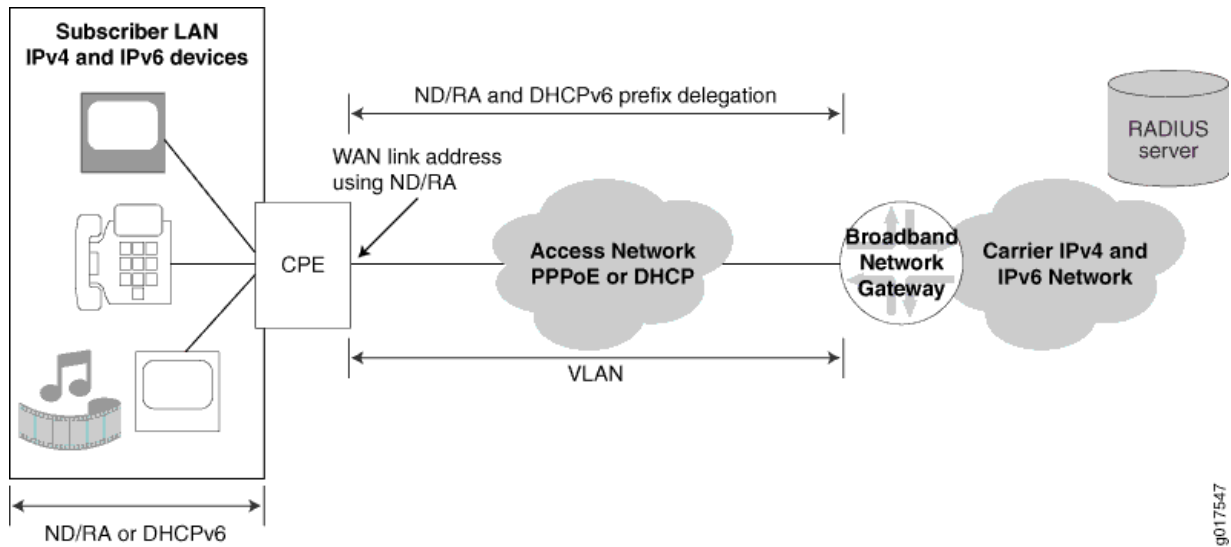 Subscriber LAN
IPv4 and IPv6 devices
ND/RA and DHCPv6 prefix delegation
RADIUS
server
WAN link address
using ND/RA
CPE
Access Network
PPPoE or DHCP
Broadband
Network
Gateway
Carrier IPv4 and
IPv6 Network
VLAN
ND/RA or DHCPv6
g017547